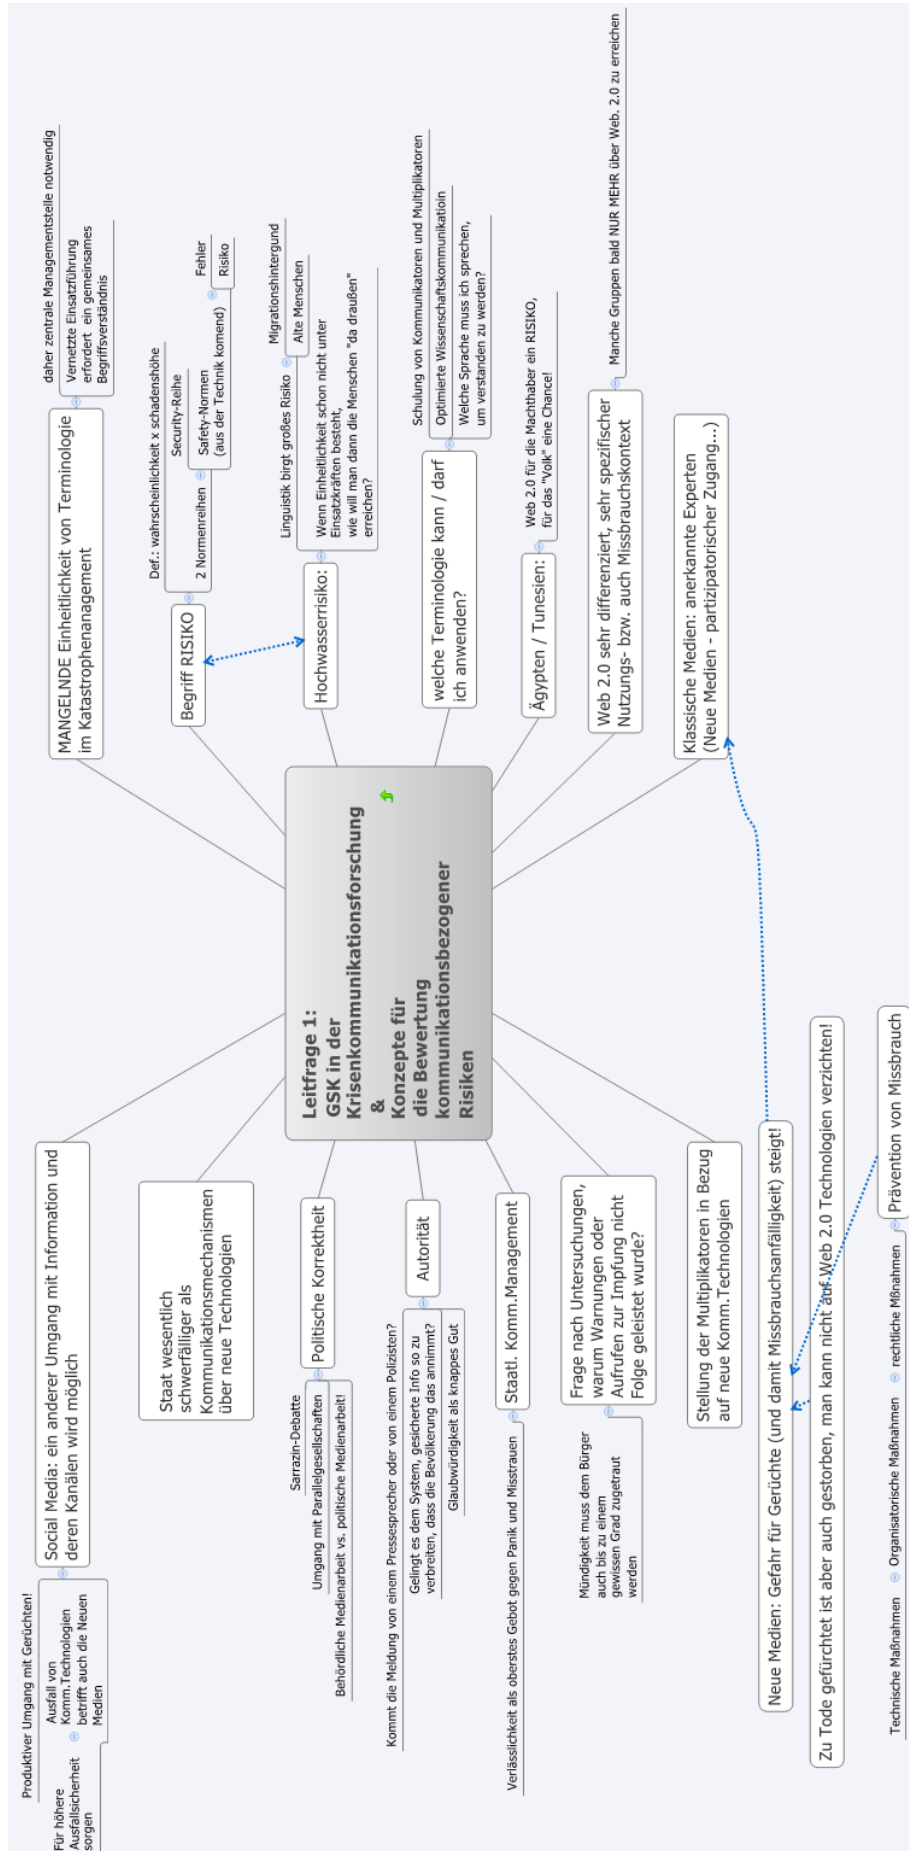 Leitfrage 1:
GSK in der
Krisenkommunikationsforschung
&
Konzepte für
die Bewertung
kommunikationsbezogener
Risiken
MANGELNDE Einheitlichkeit von Terminologie
im Katastrophenanagement
daher zentrale Managementstelle notwendig
Vernetzte Einsatzführung
erfordert ein gemeinsames
Begriffsverständnis
Begriff RISIKO
Def.: wahrscheinlichkeit x schadenshöhe
2 Normenreihen
Security-Reihe
Safety-Normen
(aus der Technik komend)
Fehler
Risiko
Hochwasserrisiko:
Linguistik birgt großes Risiko
Migrationshintergund
Alte Menschen
Wenn Einheitlichkeit schon nicht unter
Einsatzkräften besteht,
wie will man dann die Menschen "da draußen"
erreichen?
welche Terminologie kann / darf
ich anwenden?
Schulung von Kommunikatoren und Multiplikatoren
Optimierte Wissenschaftskommunikatioin
Welche Sprache muss ich sprechen,
um verstanden zu werden?
Ägypten / Tunesien:
Web 2.0 für die Machthaber ein RISIKO,
für das "Volk" eine Chance!
Web 2.0 sehr differenziert, sehr spezifischer
Nutzungs- bzw. auch Missbrauchskontext
Manche Gruppen bald NUR MEHR über Web. 2.0 zu erreichen
Klassische Medien: anerkannte Experten
(Neue Medien - partizipatorischer Zugang...)
Social Media: ein anderer Umgang mit Information und
deren Kanälen wird möglich
Produktiver Umgang mit Gerüchten!
Ausfall von
Komm.Technologien
betrifft auch die Neuen
Medien
Für höhere
Ausfallsicherheit
sorgen
Staat wesentlich
schwerfälliger als
Kommunikationsmechanismen
über neue Technologien
Politische Korrektheit
Sarrazin-Debatte
Umgang mit Parallelgesellschaften
Behördliche Medienarbeit vs. politische Medienarbeit!
Autorität
Kommt die Meldung von einem Pressesprecher oder von einem Polizisten?
Gelingt es dem System, gesicherte Info so zu
verbreiten, dass die Bevölkerung das annimmt?
Glaubwürdigkeit als knappes Gut
Staatl. Komm.Management
Verlässlichkeit als oberstes Gebot gegen Panik und Misstrauen
Frage nach Untersuchungen,
warum Warnungen oder
Aufrufen zur Impfung nicht
Folge geleistet wurde?
Mündigkeit muss dem Bürger
auch bis zu einem
gewissen Grad zugetraut
werden
Stellung der Multiplikatoren in Bezug
auf neue Komm.Technologien
Neue Medien: Gefahr für Gerüchte (und damit Missbrauchsanfälligkeit) steigt!
Zu Tode gefürchtet ist aber auch gestorben, man kann nicht auf Web 2.0 Technologien verzichten!
Prävention von Missbrauch
rechtliche Mßnahmen
Organisatorische Maßnahmen
Technische Maßnahmen